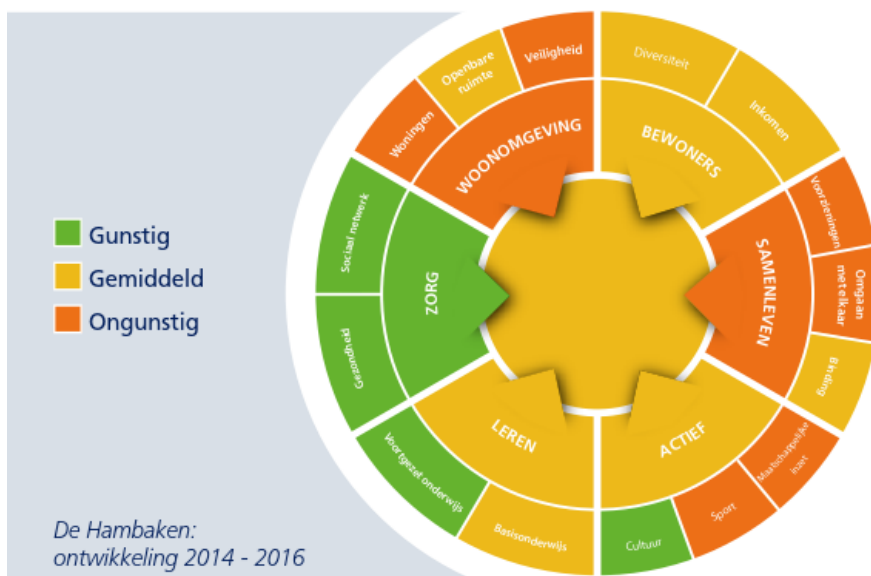 Gunstig
Gemiddeld
Ongunstig
De Hambaken:
ontwikkeling 2014 - 2016
WOONOMGEVING
Woningen
Openbare
ruimte
Veiligheid
BEWONERS
Diversiteit
Inkomen
SAMENLEVEN
Voorzieningen
Omgaan
met elkaar
Binding
ACTIEF
Maatschappelijke
inzet
Sport
Cultuur
LEREN
Basisonderwijs
Voortgezet onderwijs
ZORG
Gezondheid
Sociaal netwerk